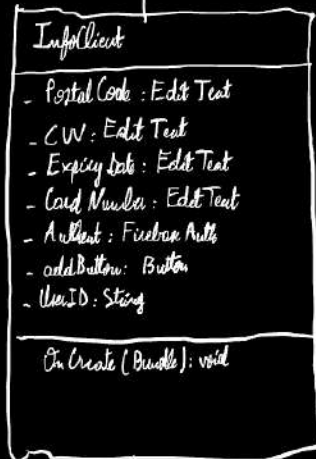 InfoClient
- Postal Code : Edit Text
- CVV : Edit Text
- Expiry Date : Edit Text
- Card Number : Edit Text
- Authent : Firebase Auth
- addButton : Button
- UserID : String
OnCreate (Bundle) : void